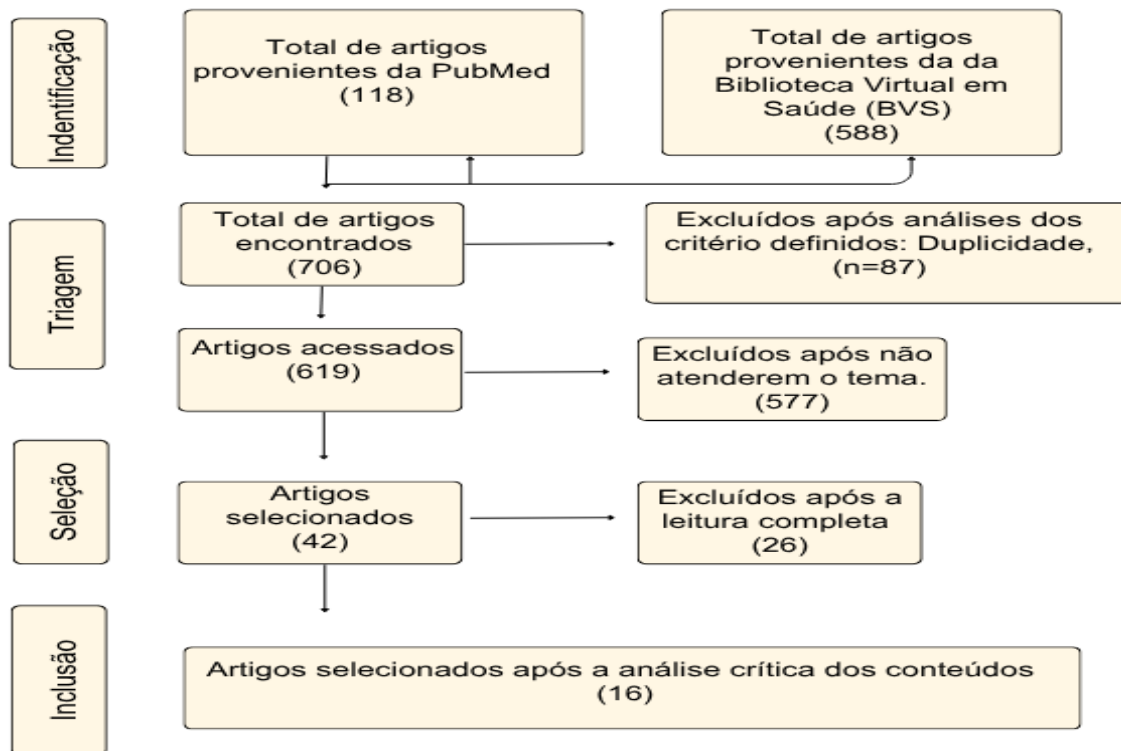 Indentificação
Total de artigos
provenientes da PubMed
(118)
Total de artigos
provenientes da da
Biblioteca Virtual em
Saúde (BVS)
(588)
Triagem
Total de artigos
encontrados
(706)
Excluídos após análises dos
critério definidos: Duplicidade,
(n=87)
Artigos acessados
(619)
Excluídos após não
atenderem o tema.
(577)
Seleção
Artigos
selecionados
(42)
Excluídos após a
leitura completa
(26)
Inclusão
Artigos selecionados após a análise crítica dos conteúdos
(16)